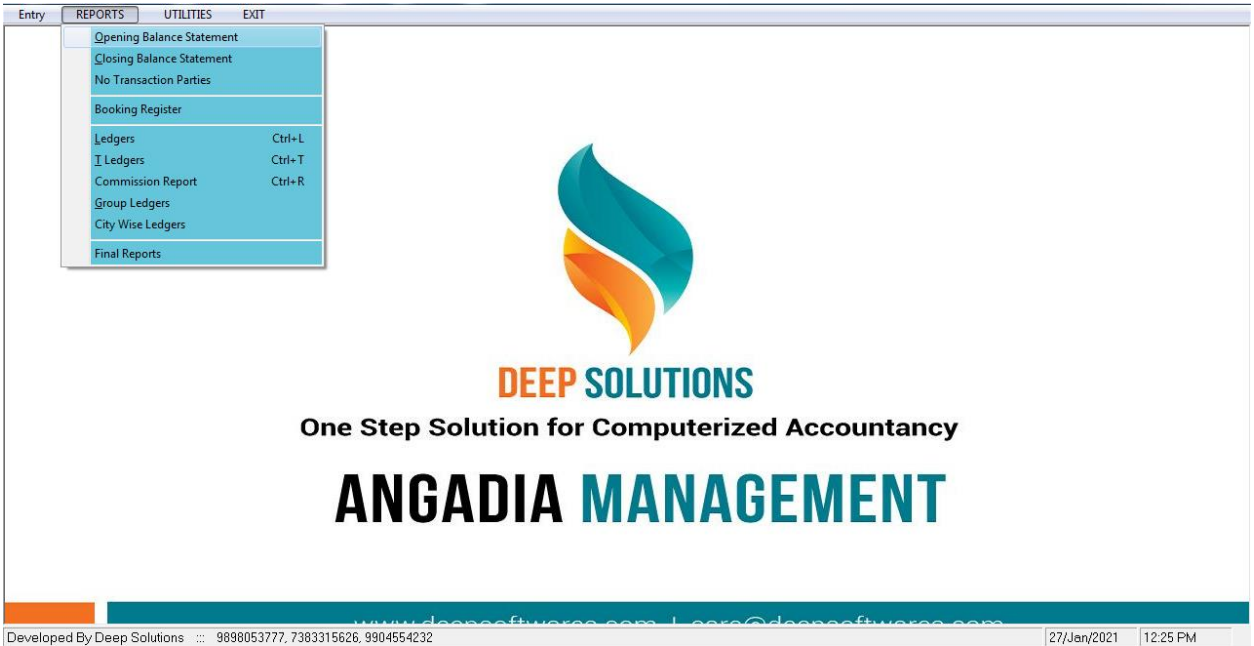 Entry REPORTS UTILITIES EXIT
Opening Balance Statement
Closing Balance Statement
No Transaction Parties
Booking Register
Ledgers Ctrl+L
T Ledgers Ctrl+T
Commission Report Ctrl+R
Group Ledgers
City Wise Ledgers
Final Reports
DEEP SOLUTIONS
One Step Solution for Computerized Accountancy
ANGADIA MANAGEMENT
Developed By Deep Solutions ::: 9898053777, 7383315626, 9904554232 27/Jan/2021 12:25 PM